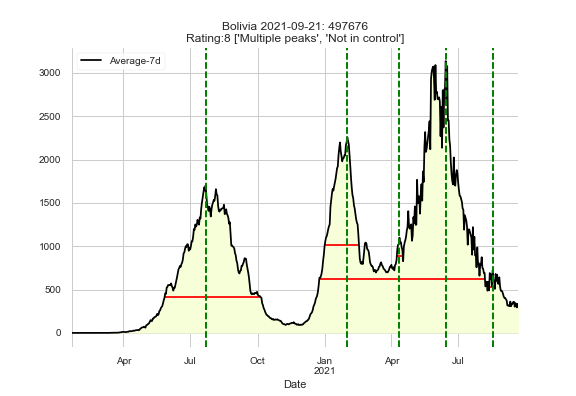 Bolivia 2021-09-21: 497676
Rating:8 ['Multiple peaks', 'Not in control']
Average-7d
3000
2500
2000
1500
1000
500
0
Apr
Jul
Oct
Jan
2021
Apr
Jul
Date